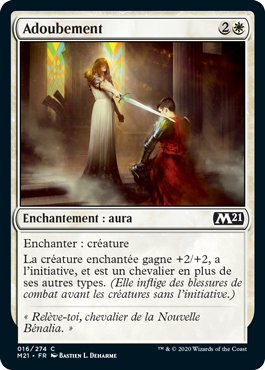 Adoubement 2
Enchantement : aura M21
Enchanter : créature
La créature enchantée gagne +2/+2, a
l'initiative, et est un chevalier en plus de
ses autres types. (Elle inflige des blessures de
combat avant les créatures sans l'initiative.)
« Relève-toi, chevalier de la Nouvelle
Bénalia. »
016/274 C
M21 • FR Bastien L. Deharme ™ & © 2020 Wizards of the Coast